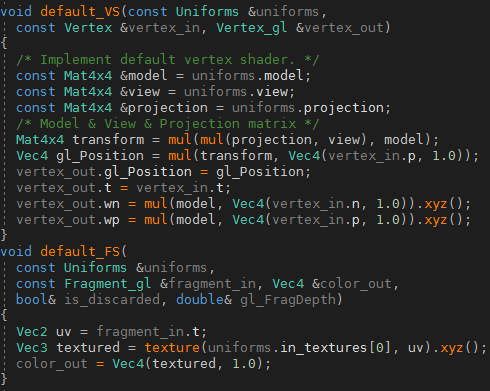 void default_VS(const Uniforms &uniforms,
const Vertex &vertex_in, Vertex_gl &vertex_out)
{
/* Implement default vertex shader. */
const Mat4x4 &model = uniforms.model;
const Mat4x4 &view = uniforms.view;
const Mat4x4 &projection = uniforms.projection;
/* Model & View & Projection matrix */
Mat4x4 transform = mul(mul(projection, view), model);
Vec4 gl_Position = mul(transform, Vec4(vertex_in.p, 1.0));
vertex_out.gl_Position = gl_Position;
vertex_out.t = vertex_in.t;
vertex_out.wn = mul(model, Vec4(vertex_in.n, 1.0)).xyz();
vertex_out.wp = mul(model, Vec4(vertex_in.p, 1.0)).xyz();
}
void default_FS(
const Uniforms &uniforms,
const Fragment_gl &fragment_in, Vec4 &color_out,
bool& is_discarded, double& gl_FragDepth)
{
Vec2 uv = fragment_in.t;
Vec3 textured = texture(uniforms.in_textures[0], uv).xyz();
color_out = Vec4(textured, 1.0);
}